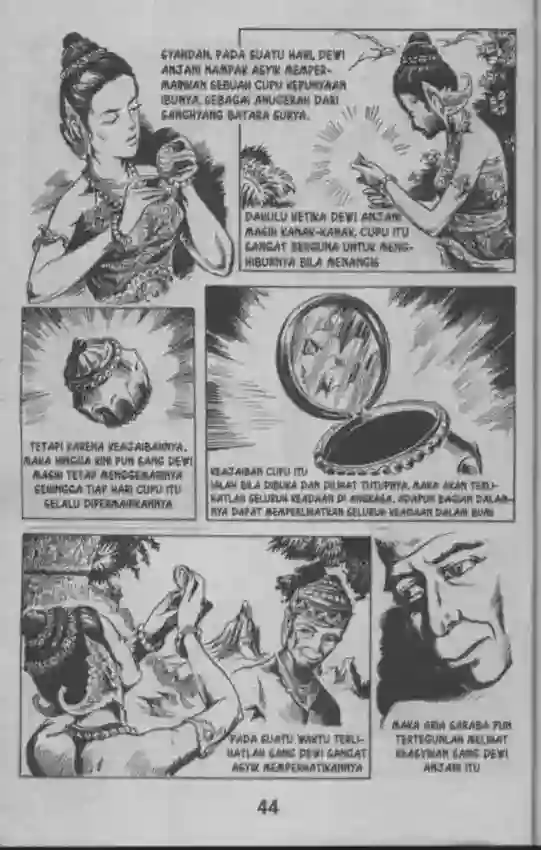 SYAHDAN, PADA SUATU HARI, DEWI
ANJANI NAMPAK ASYIK MEMPER-
MAINKAN SEBUAH CUPU KEPUNYAAN
IBUNYA, SEBAGAI ANUGERAH DARI
SANGHYANG BATARA SURYA.
DAHULU KETIKA DEWI ANJANI
MASIH KANAK-KANAK, CUPU ITU
SANGAT BERGUNA UNTUK MENG-
HIBURNYA BILA MENANGIS
TETAPI KARENA KEAJAIBANNYA,
MAKA HINGGA KINI PUN SANG DEWI
MASIH TETAP MENGGEMARINYA
SEHINGGA TIAP HARI CUPU ITU
SELALU DIPERMAINKANNYA
KEAJAIBAN CUPU ITU
IALAH BILA DIBUKA DAN DILIHAT TUTUPNYA, MAKA AKAN TERLI-
HATLAH SELURUH KEADAAN DI ANGKASA. ADAPUN BAGIAN DALAM-
NYA DAPAT MEMPERLIHATKAN SELURUH KEADAAN DALAM BUMI
PADA SUATU WAKTU TERLI-
HATLAH SANG DEWI SANGAT
ASYIK MEMPERHATIKANNYA
MAKA ARIA SARABA PUN
TERTEGUNLAH MELIHAT
KEASYIKAN SANG DEWI
ANJANI ITU
44